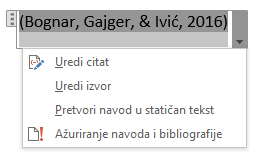 (Bognar, Gajger, & Ivić, 2016)
Uredi citat
Uredi izvor
Pretvori navod u statičan tekst
Ažuriranje navoda i bibliografije